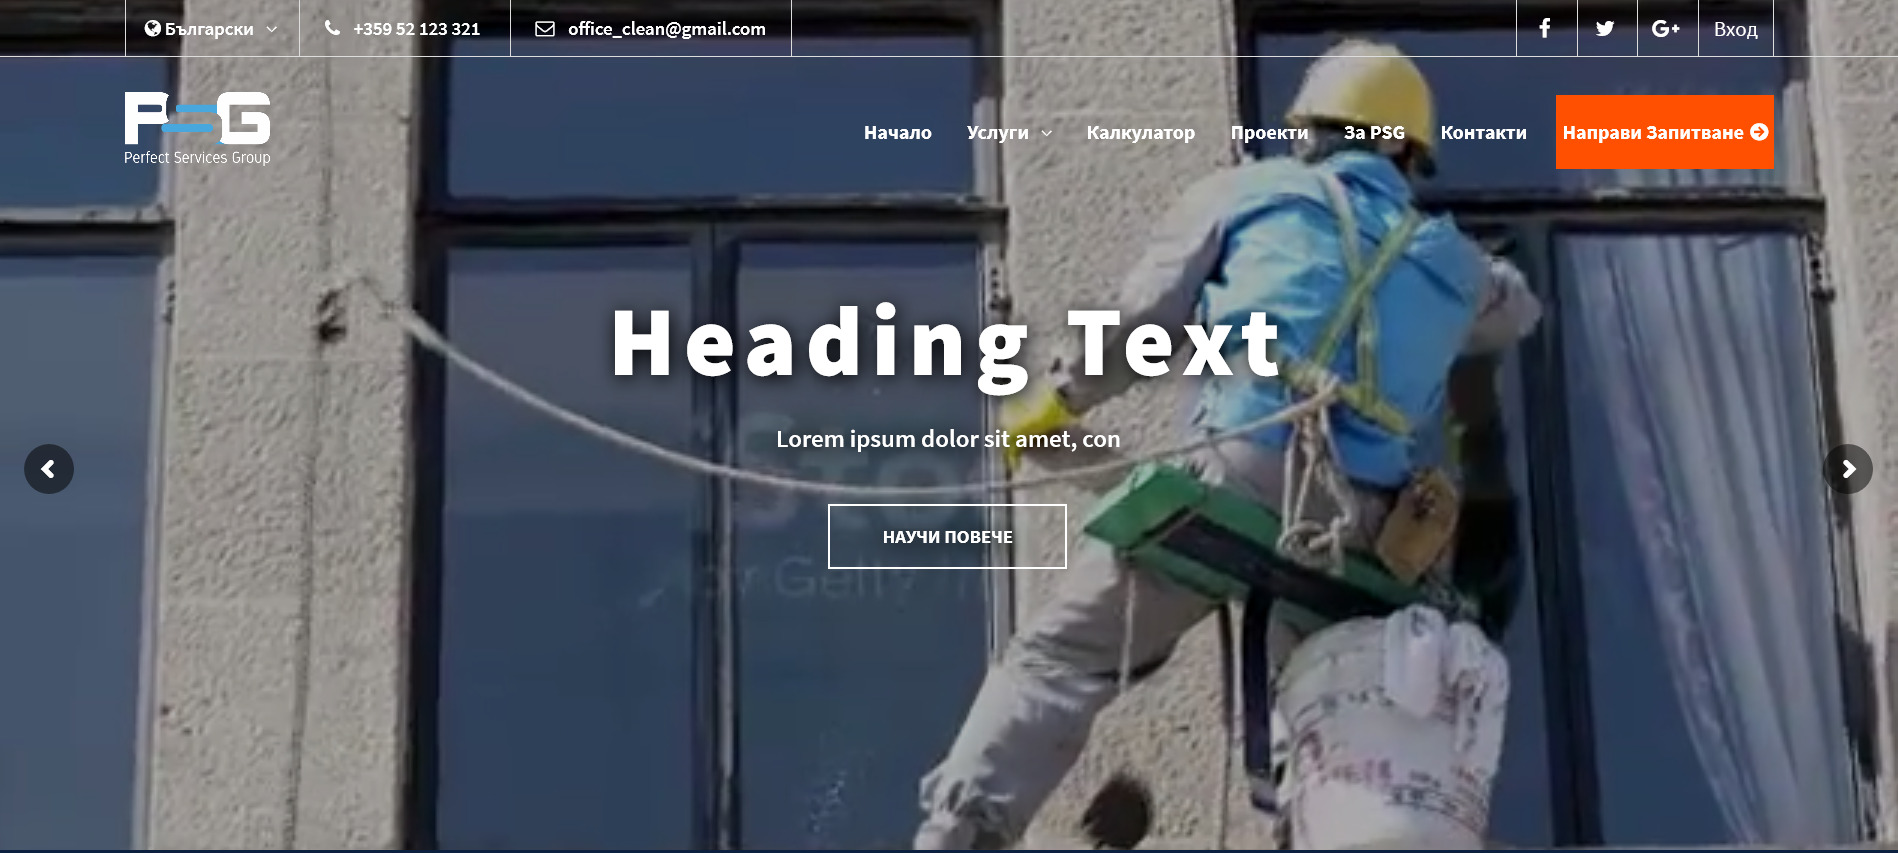 Български
+359 52 123 321
office_clean@gmail.com
Вход
PSG
Perfect Services Group
Начало
Услуги
Калкулатор
Проекти
За PSG
Контакти
Направи Запитване
Heading Text
Lorem ipsum dolor sit amet, con
НАУЧИ ПОВЕЧЕ